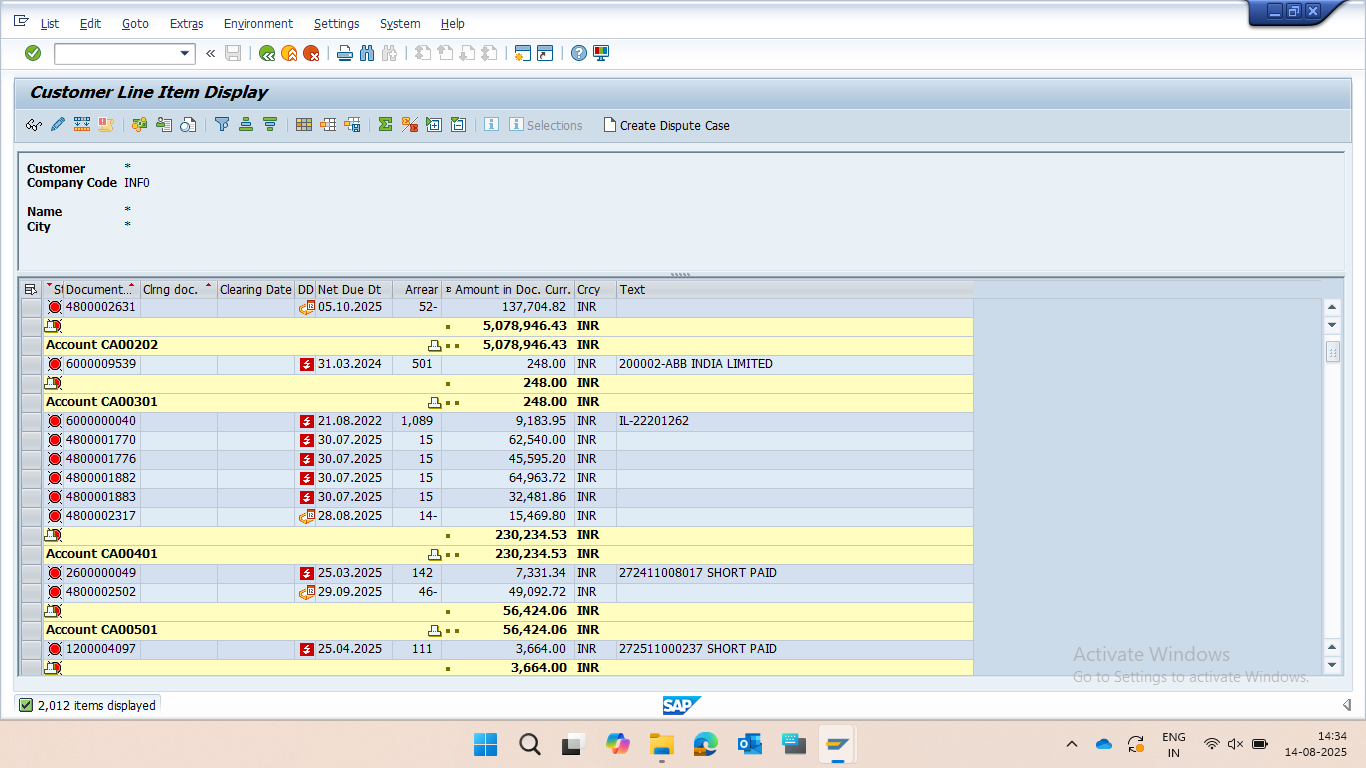 List Edit Goto Extras Environment Settings System Help
Customer Line Item Display
Selections Create Dispute Case
Customer *
Company Code INF0
Name *
City *
St Document... Clrng doc. Clearing Date DD Net Due Dt Arrear Amount in Doc. Curr. Crcy Text
4800002631 05.10.2025 52- 137,704.82 INR
5,078,946.43 INR
Account CA00202 5,078,946.43 INR
6000009539 31.03.2024 501 248.00 INR 200002-ABB INDIA LIMITED
248.00 INR
Account CA00301 248.00 INR
6000000040 21.08.2022 1,089 9,183.95 INR IL-22201262
4800001770 30.07.2025 15 62,540.00 INR
4800001776 30.07.2025 15 45,595.20 INR
4800001882 30.07.2025 15 64,963.72 INR
4800001883 30.07.2025 15 32,481.86 INR
4800002317 28.08.2025 14- 15,469.80 INR
230,234.53 INR
Account CA00401 230,234.53 INR
2600000049 25.03.2025 142 7,331.34 INR 272411008017 SHORT PAID
4800002502 29.09.2025 46- 49,092.72 INR
56,424.06 INR
Account CA00501 56,424.06 INR
1200004097 25.04.2025 111 3,664.00 INR 272511000237 SHORT PAID
3,664.00 INR
Activate Windows
Go to Settings to activate Windows.
2,012 items displayed
SAP
ENG
IN
14:34
14-08-2025